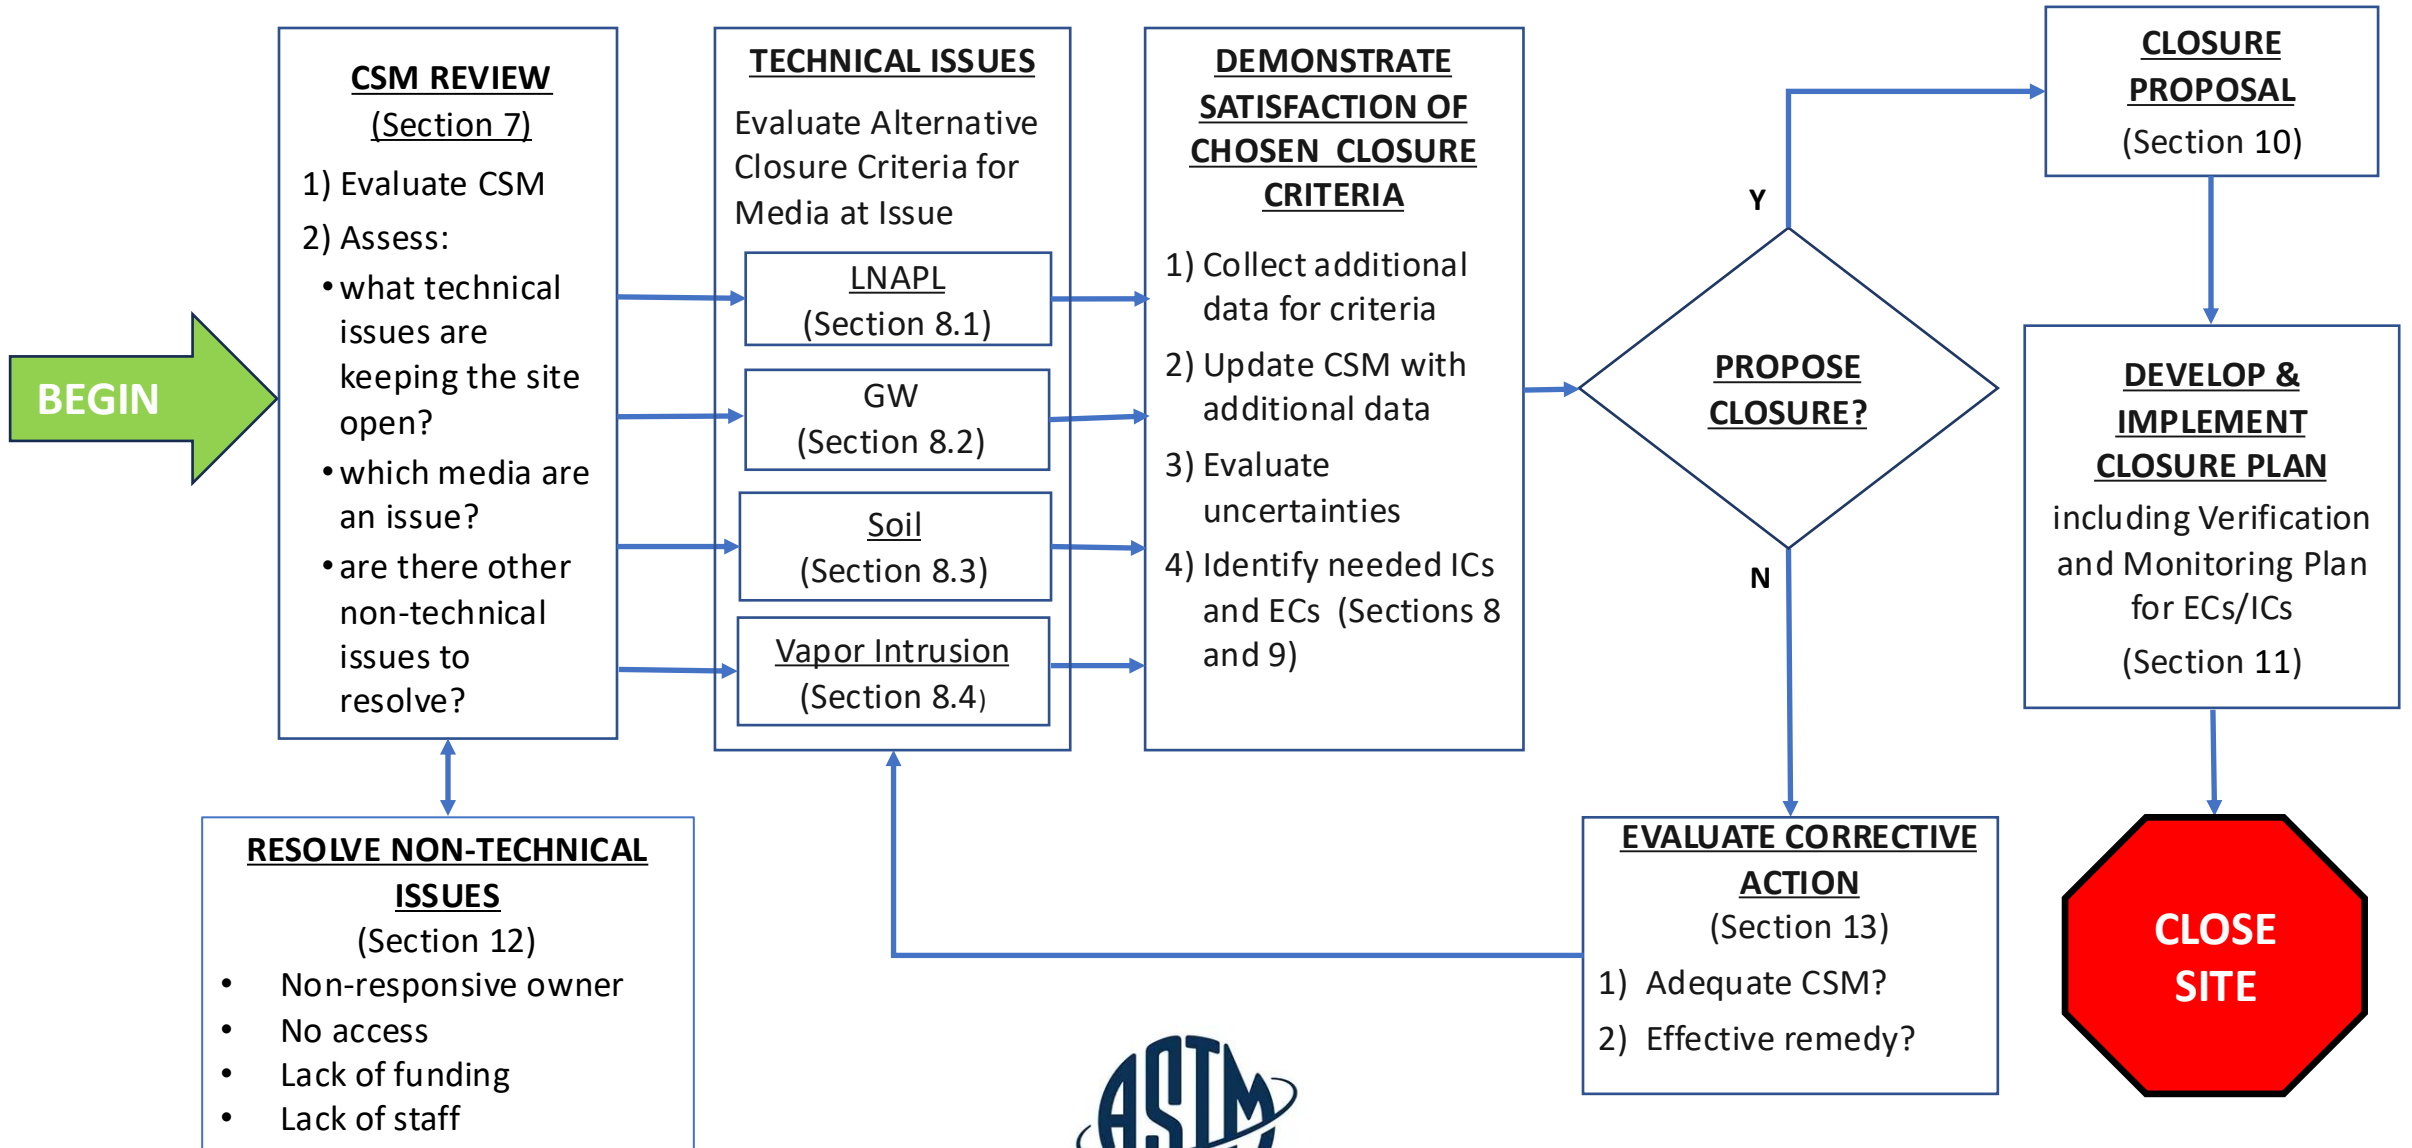 BEGIN
CSM REVIEW
(Section 7)
1) Evaluate CSM
2) Assess:
• what technical
issues are
keeping the site
open?
• which media are
an issue?
• are there other
non-technical
issues to
resolve?
RESOLVE NON-TECHNICAL
ISSUES
(Section 12)
• Non-responsive owner
• No access
• Lack of funding
• Lack of staff
TECHNICAL ISSUES
Evaluate Alternative
Closure Criteria for
Media at Issue
LNAPL
(Section 8.1)
GW
(Section 8.2)
Soil
(Section 8.3)
Vapor Intrusion
(Section 8.4)
DEMONSTRATE
SATISFACTION OF
CHOSEN CLOSURE
CRITERIA
1) Collect additional
data for criteria
2) Update CSM with
additional data
3) Evaluate
uncertainties
4) Identify needed ICs
and ECs (Sections 8
and 9)
PROPOSE
CLOSURE?
Y
N
CLOSURE
PROPOSAL
(Section 10)
DEVELOP &
IMPLEMENT
CLOSURE PLAN
including Verification
and Monitoring Plan
for ECs/ICs
(Section 11)
EVALUATE CORRECTIVE
ACTION
(Section 13)
1) Adequate CSM?
2) Effective remedy?
CLOSE
SITE
ASTM